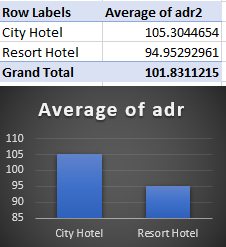 Row Labels Average of adr2
City Hotel 105.3044654
Resort Hotel 94.95292961
Grand Total 101.8311215
Average of adr
110
105
100
95
90
85
City Hotel Resort Hotel